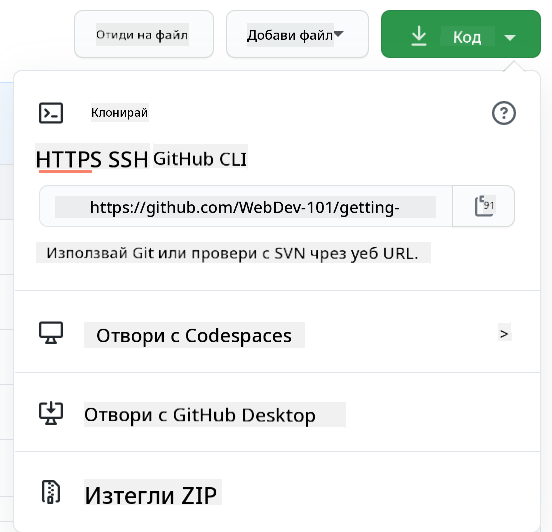 Отиди на файл Добави файл Код
Клонирай
HTTPS SSH GitHub CLI
https://github.com/WebDev-101/getting-
91
Използвай Git или провери с SVN чрез уеб URL.
Отвори с Codespaces >
Отвори с GitHub Desktop
Изтегли ZIP